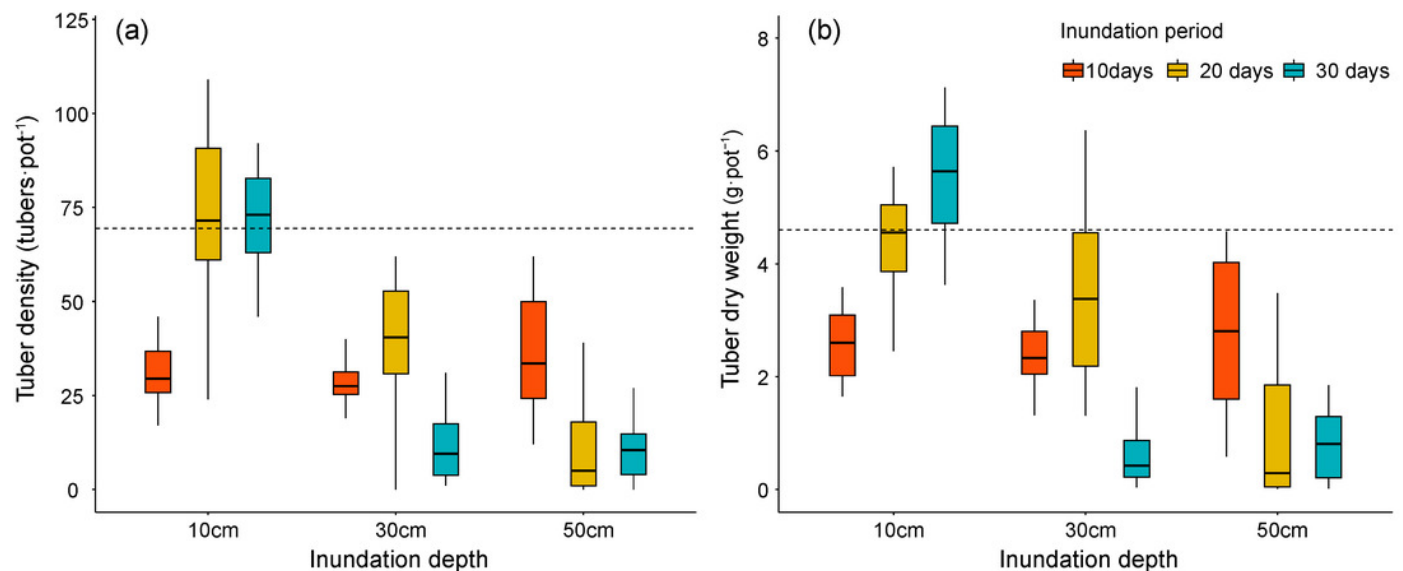 (a)
Tuber density (tubers·pot⁻¹)
125
100
75
50
25
0
10cm
30cm
50cm
Inundation depth
(b)
Inundation period
10days
20 days
30 days
Tuber dry weight (g·pot⁻¹)
8
6
4
2
0
10cm
30cm
50cm
Inundation depth